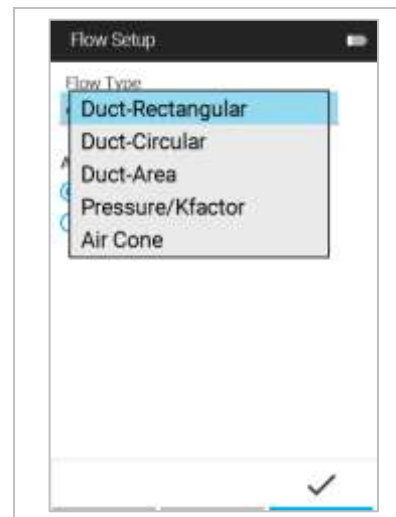 Flow Setup
Flow Type
Duct-Rectangular
Duct-Circular
Duct-Area
Pressure/Kfactor
Air Cone